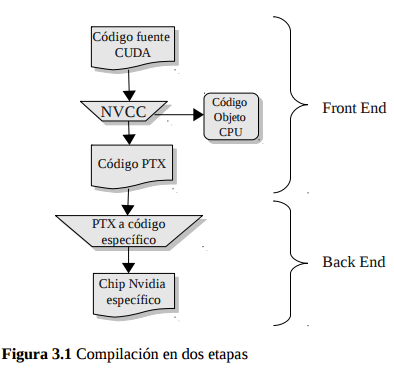 Código fuente
CUDA
NVCC
Código
Objeto
CPU
Código PTX
Front End
PTX a código
específico
Chip Nvidia
específico
Back End
Figura 3.1 Compilación en dos etapas